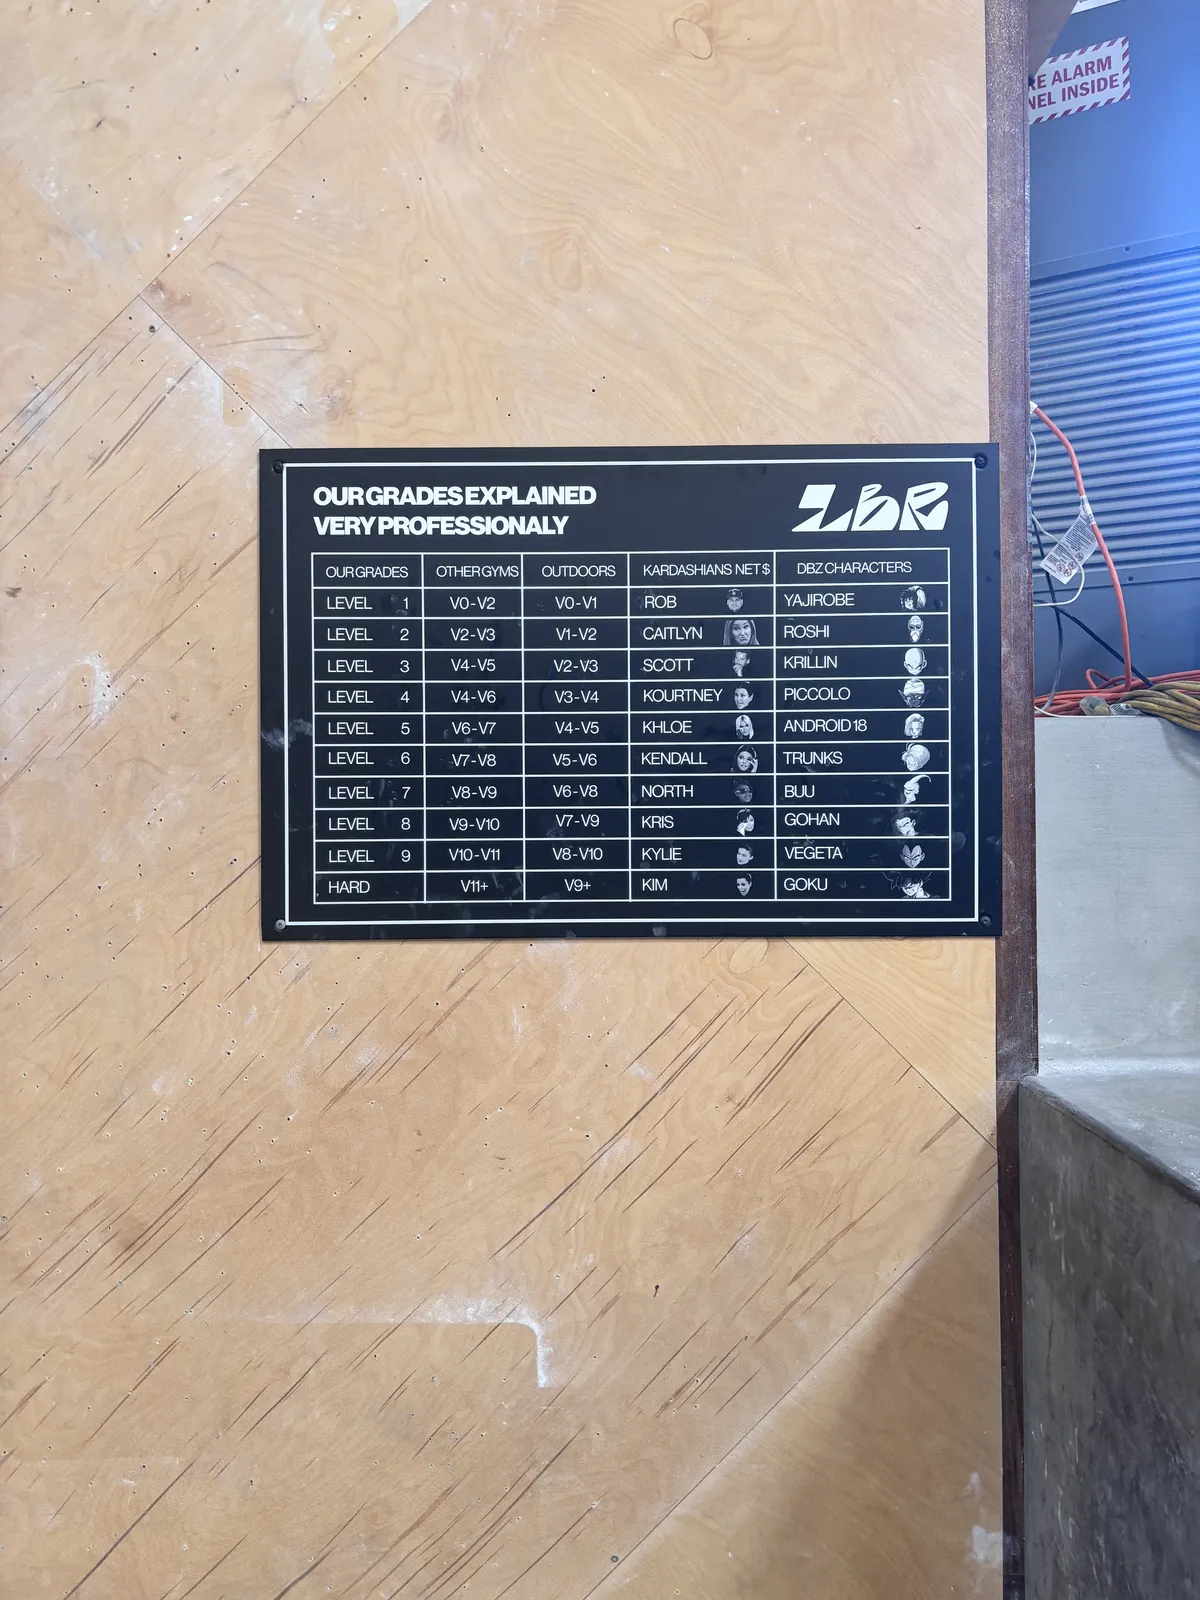 RE ALARM
NEL INSIDE
OUR GRADES EXPLAINED
VERY PROFESSIONALY
LBR
OUR GRADES OTHER GYMS OUTDOORS KARDASHIANS NET $ DBZ CHARACTERS
LEVEL 1 V0-V2 V0-V1 ROB YAJIROBE
LEVEL 2 V2-V3 V1-V2 CAITLYN ROSHI
LEVEL 3 V4-V5 V2-V3 SCOTT KRILLIN
LEVEL 4 V4-V6 V3-V4 KOURTNEY PICCOLO
LEVEL 5 V6-V7 V4-V5 KHLOE ANDROID 18
LEVEL 6 V7-V8 V5-V6 KENDALL TRUNKS
LEVEL 7 V8-V9 V6-V8 NORTH BUU
LEVEL 8 V9-V10 V7-V9 KRIS GOHAN
LEVEL 9 V10-V11 V8-V10 KYLIE VEGETA
HARD V11+ V9+ KIM GOKU